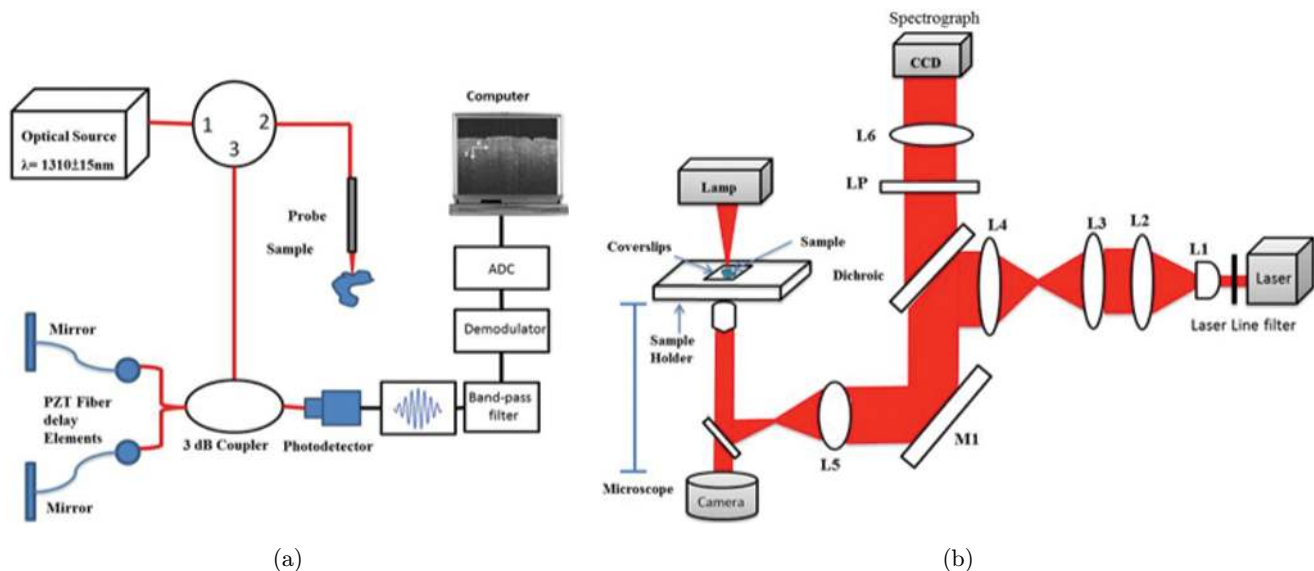 Optical Source
λ= 1310±15nm
1
2
3
Probe
Sample
Computer
ADC
Demodulator
Band-pass
filter
Mirror
PZT Fiber
delay
Elements
3 dB Coupler
Photodetector
Mirror
(a)
Spectrograph
CCD
L6
LP
Lamp
Coverslips
Sample
Dichroic
L4
L3
L2
L1
Laser
Laser Line filter
Sample
Holder
M1
L5
Microscope
Camera
(b)